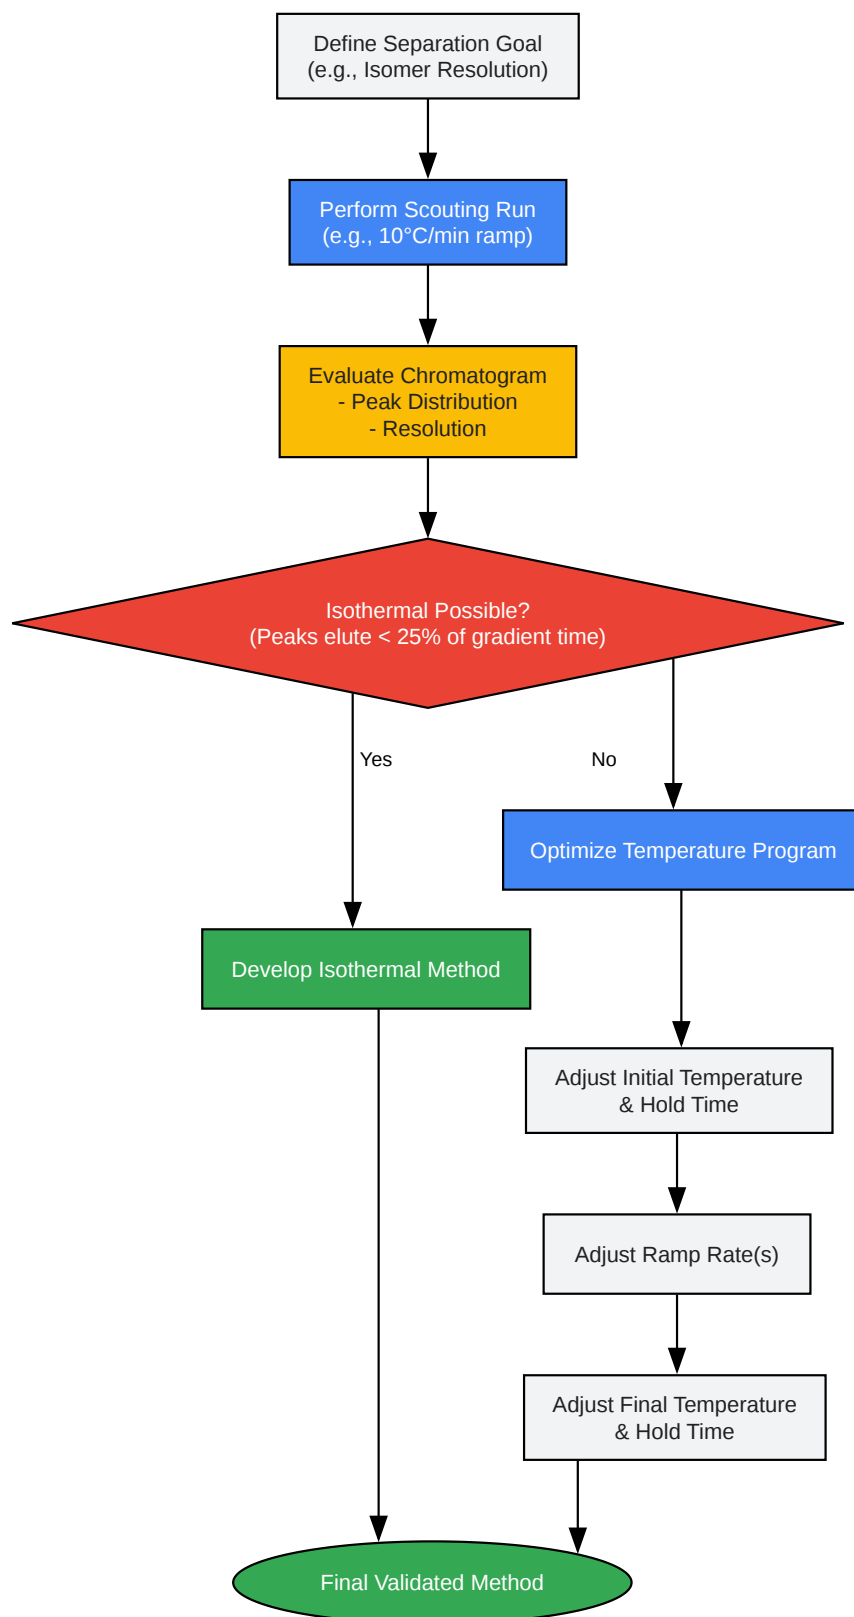 Define Separation Goal
(e.g., Isomer Resolution)
Perform Scouting Run
(e.g., 10°C/min ramp)
Evaluate Chromatogram
- Peak Distribution
- Resolution
Isothermal Possible?
(Peaks elute < 25% of gradient time)
Yes
No
Optimize Temperature Program
Develop Isothermal Method
Adjust Initial Temperature
& Hold Time
Adjust Ramp Rate(s)
Adjust Final Temperature
& Hold Time
Final Validated Method